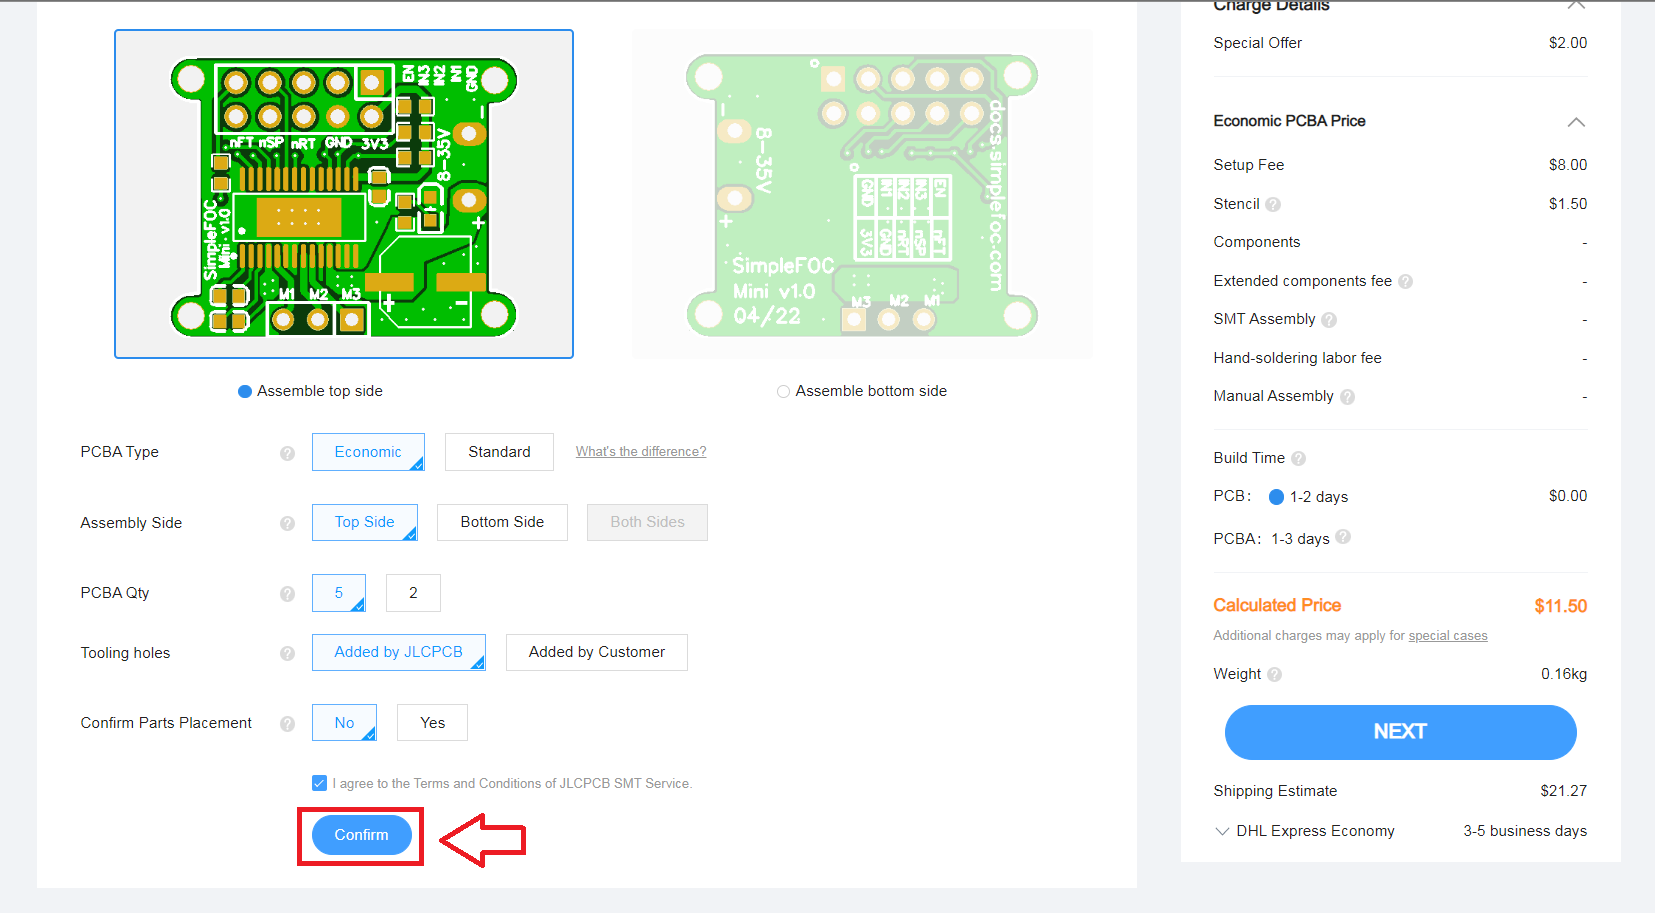 EN
IN3
IN2
IN1
GND
nFT nSP nRT GND 3V3
8-35V
-
+
SimpleFOC
Mini v1.0
M1 M2 M3
+ -
docs.simplefoc.com
-
8-35V
+
GND IN1 IN2 IN3 EN
3V3 GND nRT nSP nFT
SimpleFOC
Mini v1.0
04/22
M3 M2 M1
Assemble top side
Assemble bottom side
PCBA Type ? Economic Standard What's the difference?
Assembly Side ? Top Side Bottom Side Both Sides
PCBA Qty ? 5 2
Tooling holes ? Added by JLCPCB Added by Customer
Confirm Parts Placement ? No Yes
I agree to the Terms and Conditions of JLCPCB SMT Service.
Confirm
Charge Details
Special Offer $2.00
Economic PCBA Price
Setup Fee $8.00
Stencil ? $1.50
Components -
Extended components fee ? -
SMT Assembly ? -
Hand-soldering labor fee -
Manual Assembly ? -
Build Time ?
PCB: 1-2 days $0.00
PCBA: 1-3 days ?
Calculated Price $11.50
Additional charges may apply for special cases
Weight ? 0.16kg
NEXT
Shipping Estimate $21.27
DHL Express Economy 3-5 business days